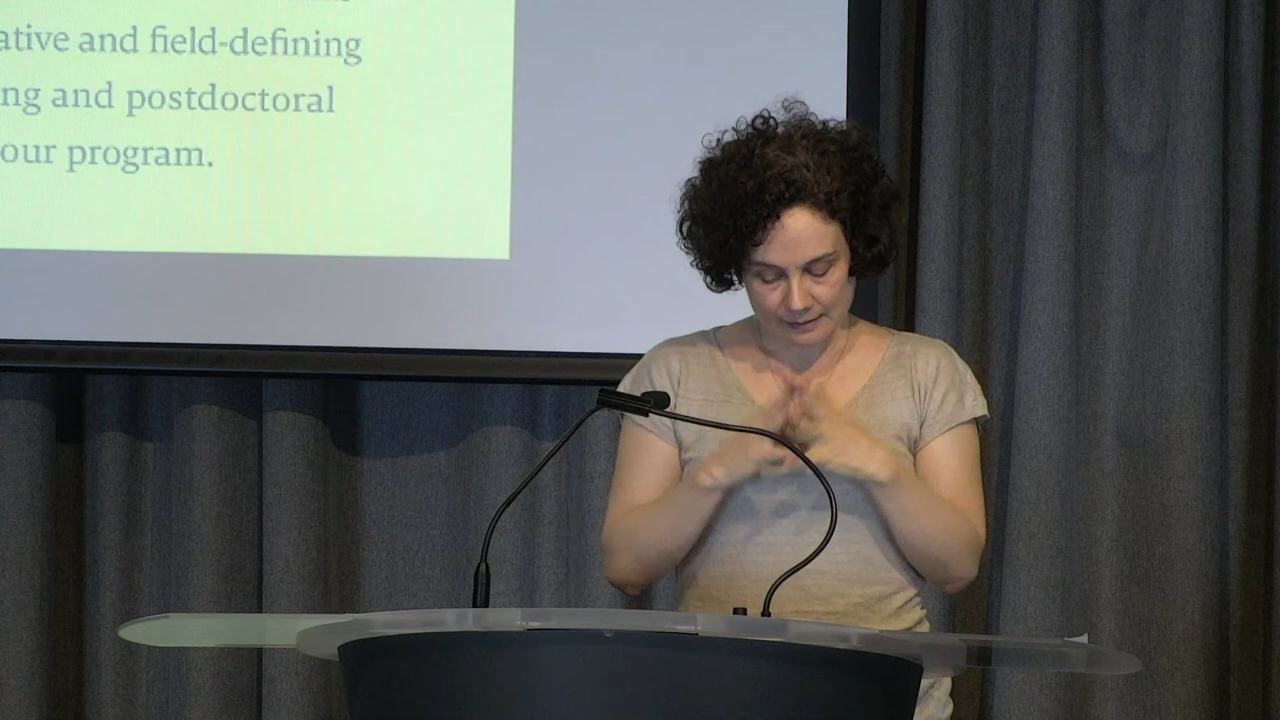 ative and field-defining
ng and postdoctoral
our program.